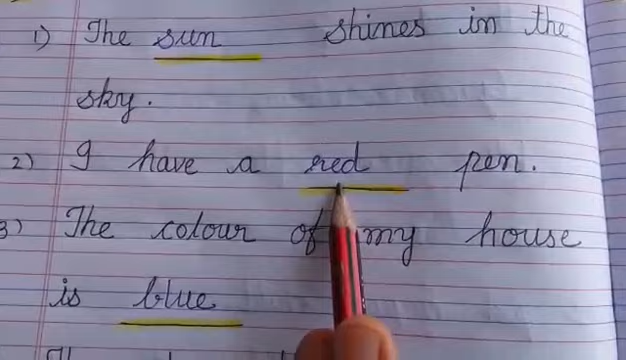 1) The sun shines in the
sky.
2) I have a red pen.
3) The colour of my house
is blue